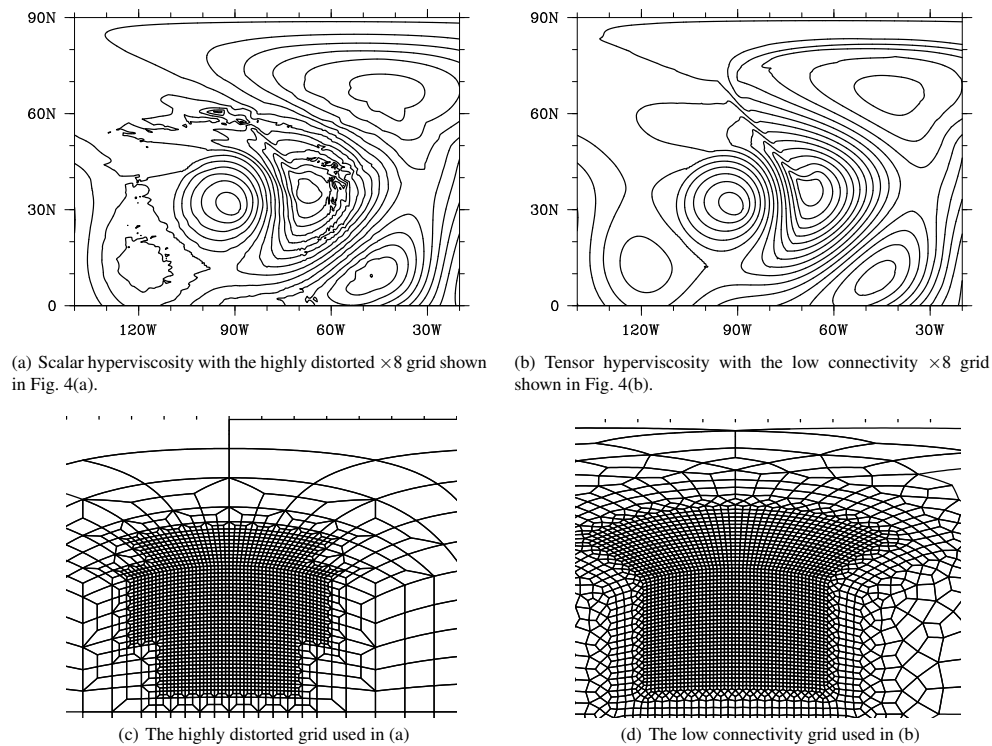 90N
60N
30N
0
120W 90W 60W 30W
90N
60N
30N
0
120W 90W 60W 30W
(a) Scalar hyperviscosity with the highly distorted ×8 grid shown
in Fig. 4(a).
(b) Tensor hyperviscosity with the low connectivity ×8 grid
shown in Fig. 4(b).
(c) The highly distorted grid used in (a)
(d) The low connectivity grid used in (b)